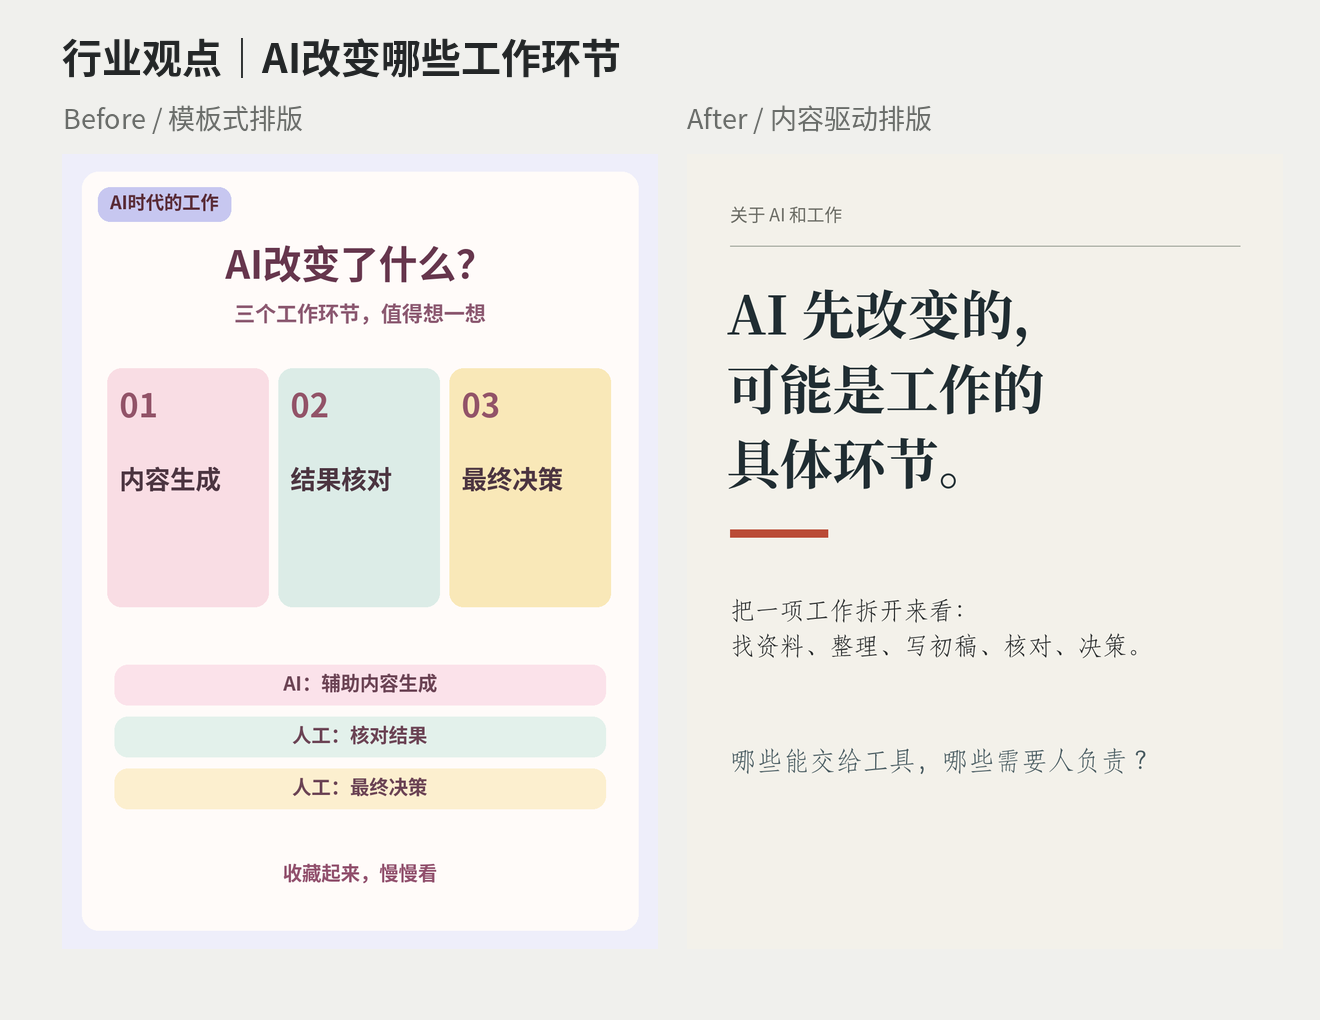 行业观点｜AI改变哪些工作环节
Before / 模板式排版
AI时代的工作
AI改变了什么？
三个工作环节，值得想一想
01
内容生成
02
结果核对
03
最终决策
AI：辅助内容生成
人工：核对结果
人工：最终决策
收藏起来，慢慢看
After / 内容驱动排版
关于 AI 和工作
AI 先改变的，
可能是工作的
具体环节。
把一项工作拆开来看：
找资料、整理、写初稿、核对、决策。
哪些能交给工具，哪些需要人负责？